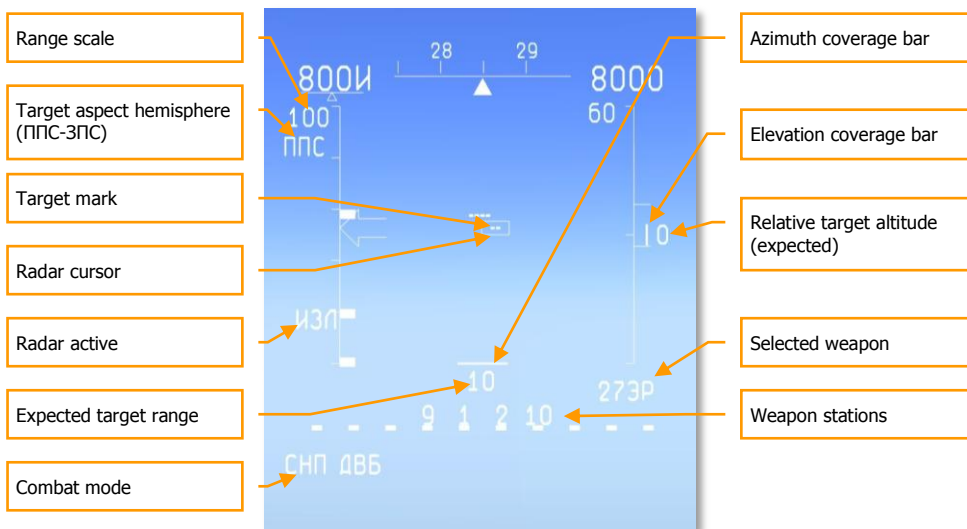 Range scale
Target aspect hemisphere
(ППС-ЗПС)
Target mark
Radar cursor
Radar active
Expected target range
Combat mode
28 29
800И
8000
100
60
ППС
10
ИЗЛ
10
27ЭР
9 1 2 10
СНП ДВБ
Azimuth coverage bar
Elevation coverage bar
Relative target altitude
(expected)
Selected weapon
Weapon stations